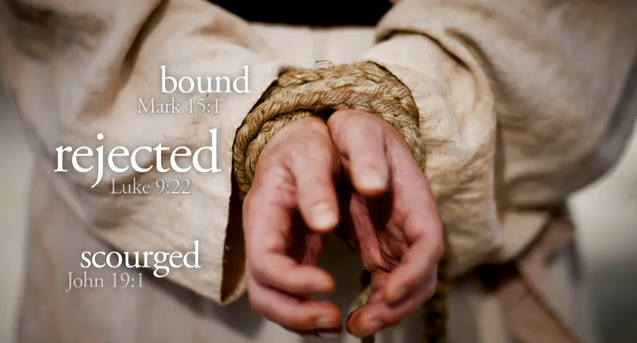 bound
Mark 15:1
rejected
Luke 9:22
scourged
John 19:1